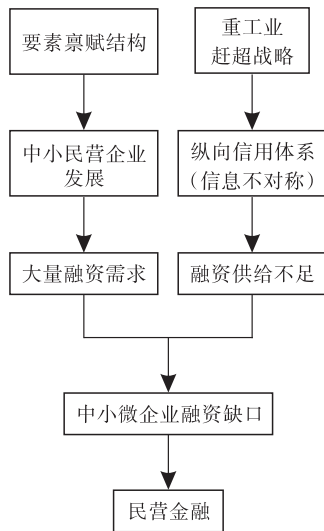 要素禀赋结构
重工业
赶超战略
中小民营企业
发展
纵向信用体系
（信息不对称）
大量融资需求
融资供给不足
中小微企业融资缺口
民营金融